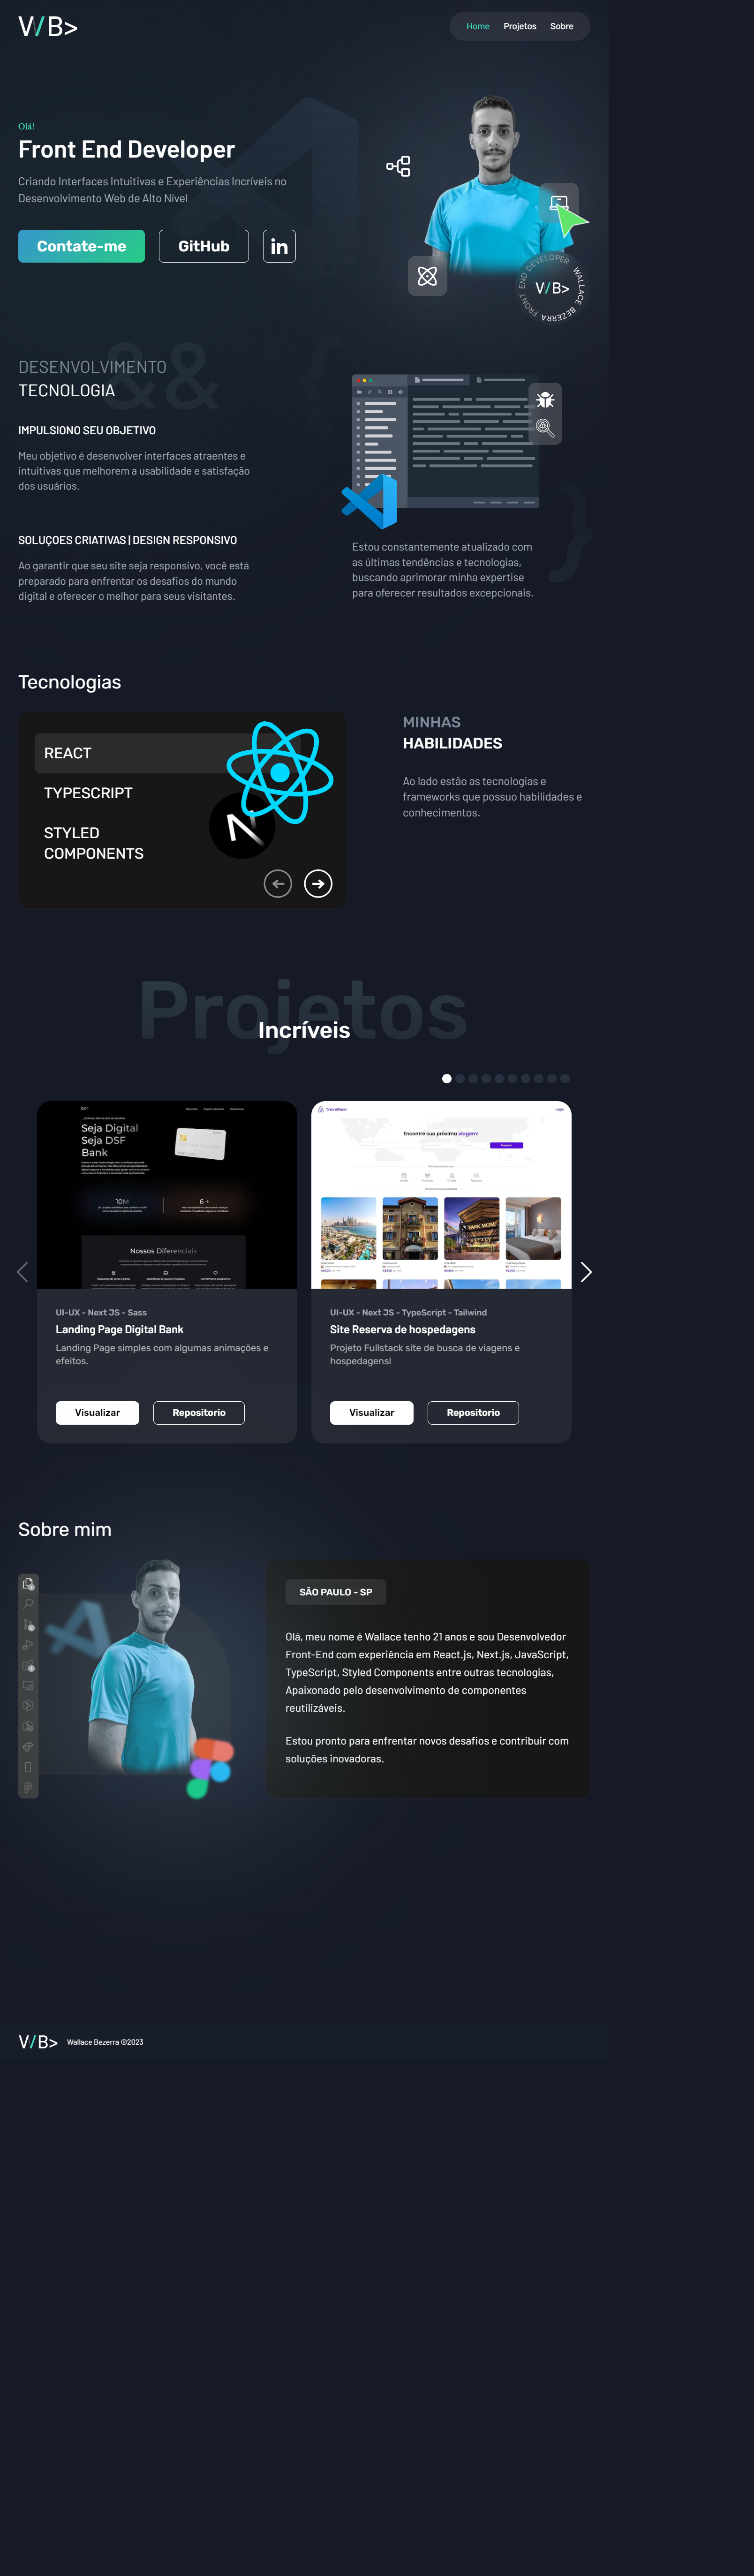 W/B>
Home Projetos Sobre
Olá!
Front End Developer
Criando Interfaces Intuitivas e Experiências Incríveis no
Desenvolvimento Web de Alto Nível
Contate-me GitHub in
FRONT END DEVELOPER WALLACE BEZERRA
W/B>
&& {
DESENVOLVIMENTO
TECNOLOGIA
IMPULSIONO SEU OBJETIVO
Meu objetivo é desenvolver interfaces atraentes e
intuitivas que melhorem a usabilidade e satisfação
dos usuários.
SOLUÇOES CRIATIVAS | DESIGN RESPONSIVO
Ao garantir que seu site seja responsivo, você está
preparado para enfrentar os desafios do mundo
digital e oferecer o melhor para seus visitantes.
}
Estou constantemente atualizado com
as últimas tendências e tecnologias,
buscando aprimorar minha expertise
para oferecer resultados excepcionais.
Tecnologias
REACT
TYPESCRIPT
STYLED
COMPONENTS
N
MINHAS
HABILIDADES
Ao lado estão as tecnologias e
frameworks que possuo habilidades e
conhecimentos.
Projetos
Incríveis
Seja Digital
Seja DSF
Bank
10M 6 +
Nossos Diferenciais
UI-UX - Next JS - Sass
Landing Page Digital Bank
Landing Page simples com algumas animações e
efeitos.
Visualizar Repositorio
TravelNest Login
Encontre sua próxima viagem!
PARK MGM
UI-UX - Next JS - TypeScript - Tailwind
Site Reserva de hospedagens
Projeto Fullstack site de busca de viagens e
hospedagens!
Visualizar Repositorio
Sobre mim
SÃO PAULO - SP
Olá, meu nome é Wallace tenho 21 anos e sou Desenvolvedor
Front-End com experiência em React.js, Next.js, JavaScript,
TypeScript, Styled Components entre outras tecnologias,
Apaixonado pelo desenvolvimento de componentes
reutilizáveis.
Estou pronto para enfrentar novos desafios e contribuir com
soluções inovadoras.
W/B> Wallace Bezerra ©2023